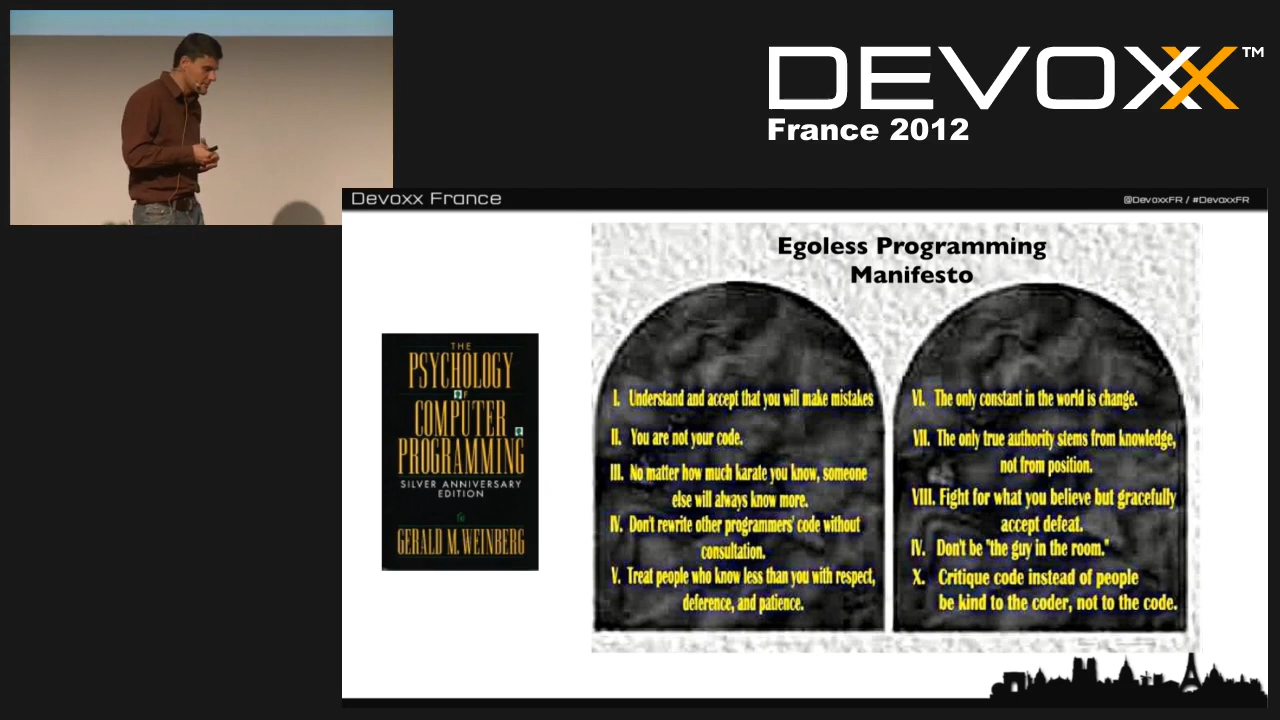 DEVOXX™
France 2012
Devoxx France
@DevoxxFR / #DevoxxFR
Egoless Programming
Manifesto
THE
PSYCHOLOGY
OF
COMPUTER
PROGRAMMING
SILVER ANNIVERSARY
EDITION
GERALD M. WEINBERG
I. Understand and accept that you will make mistakes
II. You are not your code.
III. No matter how much karate you know, someone
else will always know more.
IV. Don't rewrite other programmers' code without
consultation.
V. Treat people who know less than you with respect,
deference, and patience.
VI. The only constant in the world is change.
VII. The only true authority stems from knowledge,
not from position.
VIII. Fight for what you believe but gracefully
accept defeat.
IV. Don't be "the guy in the room."
X. Critique code instead of people
be kind to the coder, not to the code.